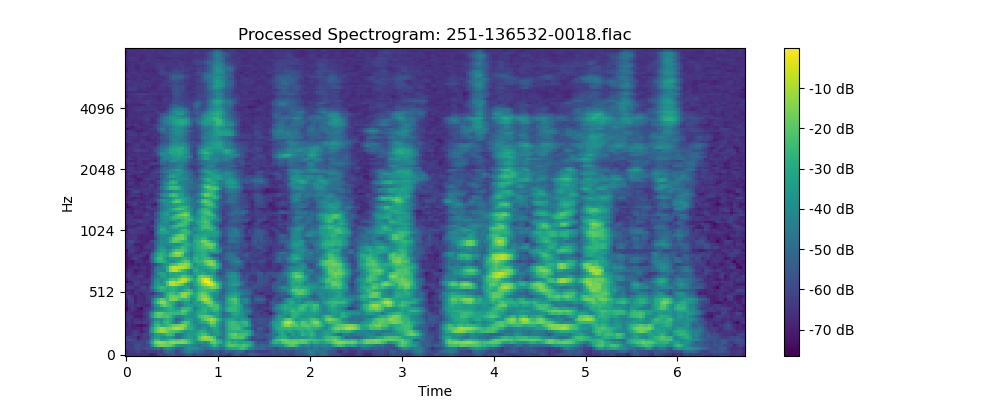 Processed Spectrogram: 251-136532-0018.flac
Hz
4096
2048
1024
512
0
0 1 2 3 4 5 6
Time
-10 dB
-20 dB
-30 dB
-40 dB
-50 dB
-60 dB
-70 dB